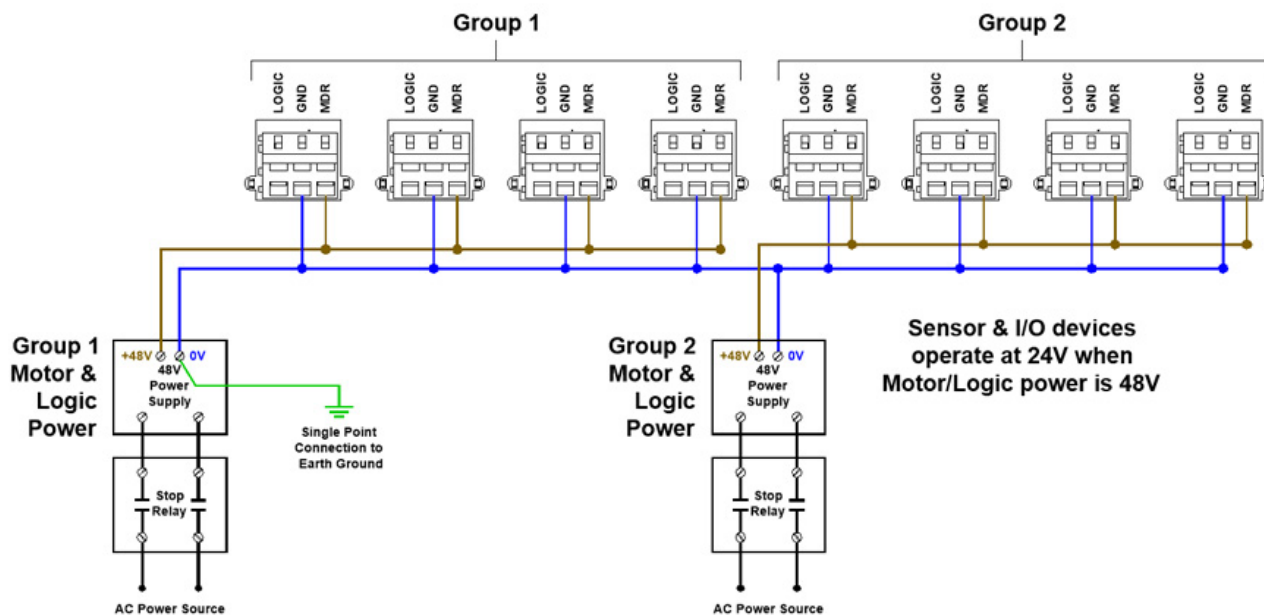 Group 1
Group 2
LOGIC
GND
MDR
LOGIC
GND
MDR
LOGIC
GND
MDR
LOGIC
GND
MDR
LOGIC
GND
MDR
LOGIC
GND
MDR
LOGIC
GND
MDR
LOGIC
GND
MDR
Group 1
Motor &
Logic
Power
+48V
0V
48V
Power
Supply
Single Point
Connection to
Earth Ground
Stop
Relay
AC Power Source
Group 2
Motor &
Logic
Power
+48V
0V
48V
Power
Supply
Stop
Relay
AC Power Source
Sensor & I/O devices
operate at 24V when
Motor/Logic power is 48V